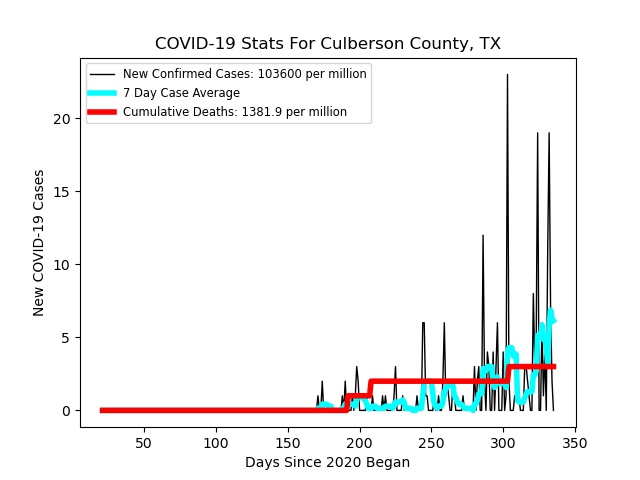 COVID-19 Stats For Culberson County, TX
New Confirmed Cases: 103600 per million
7 Day Case Average
Cumulative Deaths: 1381.9 per million
New COVID-19 Cases
20
15
10
5
0
50
100
150
200
250
300
350
Days Since 2020 Began